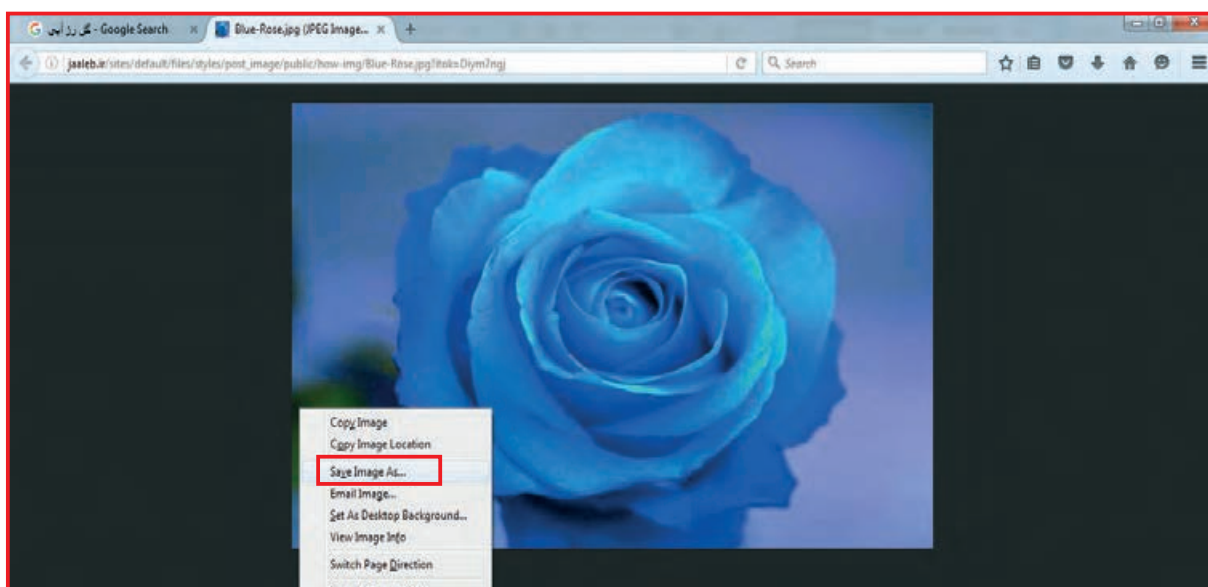 گل رز آبی - Google Search
Blue-Rose.jpg (JPEG Image...
jaaleb.ir/sites/default/files/styles/post_image/public/how-img/Blue-Rose.jpg?itok=Diym7ngj
Search
Copy Image
Copy Image Location
Save Image As...
Email Image...
Set As Desktop Background...
View Image Info
Switch Page Direction